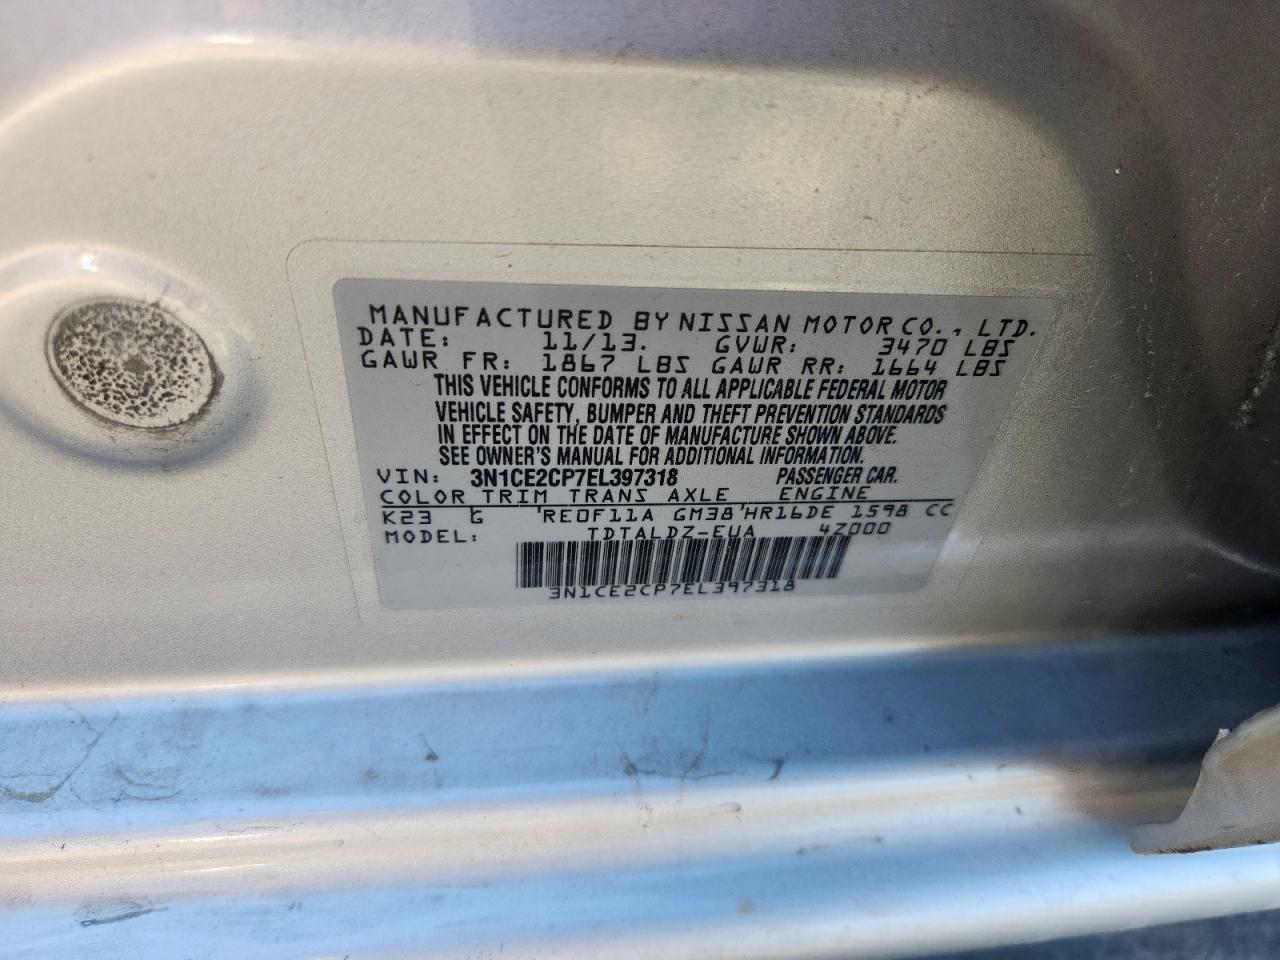 MANUFACTURED BY NISSAN MOTOR CO., LTD.
DATE: 11/13. GVWR: 3470 LBS
GAWR FR: 1867 LBS GAWR RR: 1664 LBS
THIS VEHICLE CONFORMS TO ALL APPLICABLE FEDERAL MOTOR
VEHICLE SAFETY, BUMPER AND THEFT PREVENTION STANDARDS
IN EFFECT ON THE DATE OF MANUFACTURE SHOWN ABOVE.
SEE OWNER'S MANUAL FOR ADDITIONAL INFORMATION.
VIN: 3N1CE2CP7EL397318 PASSENGER CAR.
COLOR TRIM TRANS AXLE ENGINE
K23 G RE0F11A GM38 HR16DE 1598 CC
MODEL: TDTALDZ-EUA 4Z000
3N1CE2CP7EL397318